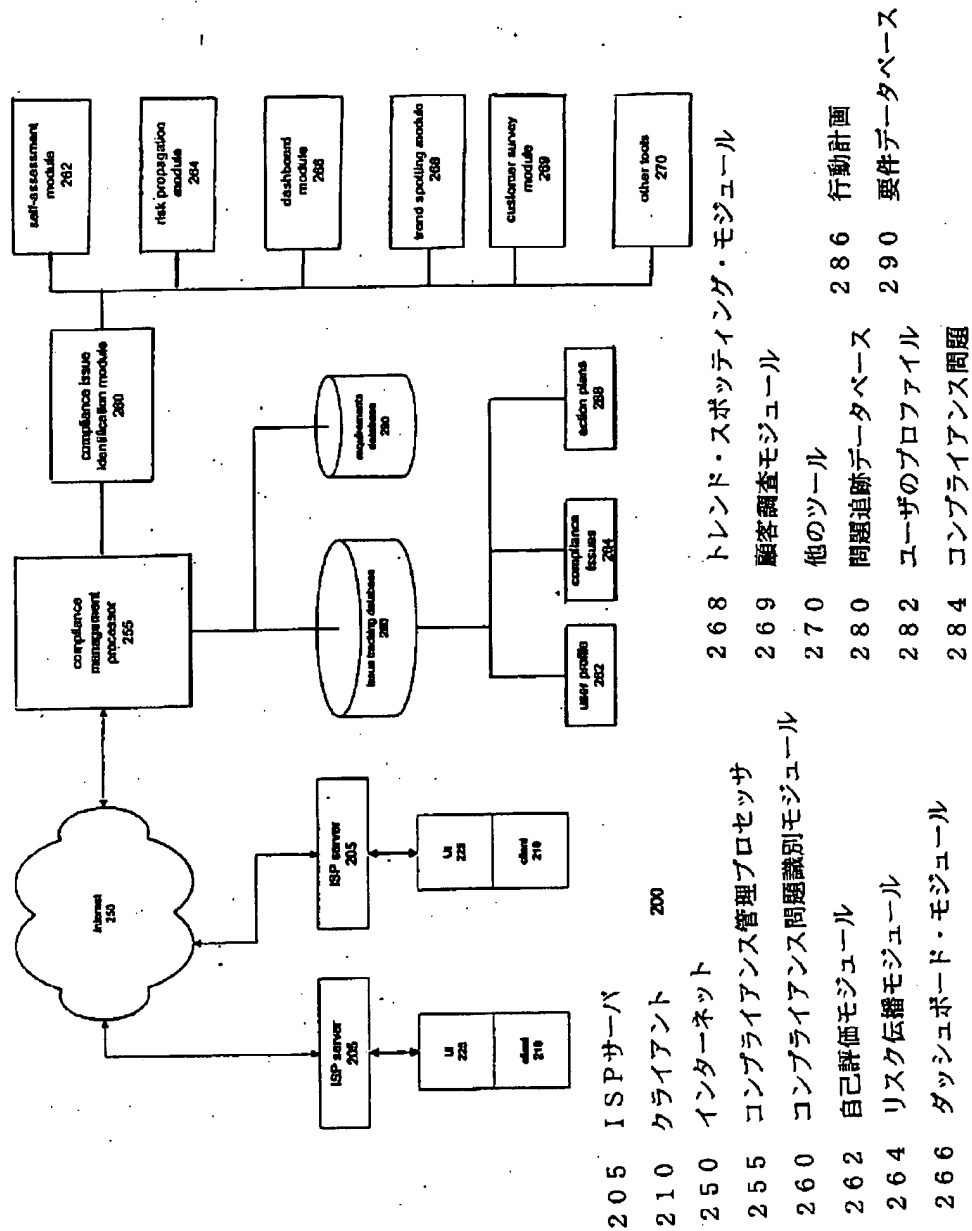 internet
250
compliance
management
processor
255
compliance issue
identification module
260
self-assessment
module
262
risk propagation
module
264
dashboard
module
266
trend spotting module
268
customer survey
module
269
other tools
270
ISP server
205
ISP server
205
UI
225
client
210
UI
225
client
210
issue tracking database
280
requirements
database
290
user profile
282
compliance
issues
284
action plans
286
200
205 ISPサーバ
210 クライアント
250 インターネット
255 コンプライアンス管理プロセッサ
260 コンプライアンス問題識別モジュール
262 自己評価モジュール
264 リスク伝播モジュール
266 ダッシュボード・モジュール
268 トレンド・スポッティング・モジュール
269 顧客調査モジュール
270 他のツール
280 問題追跡データベース
282 ユーザのプロファイル
284 コンプライアンス問題
286 行動計画
290 要件データベース